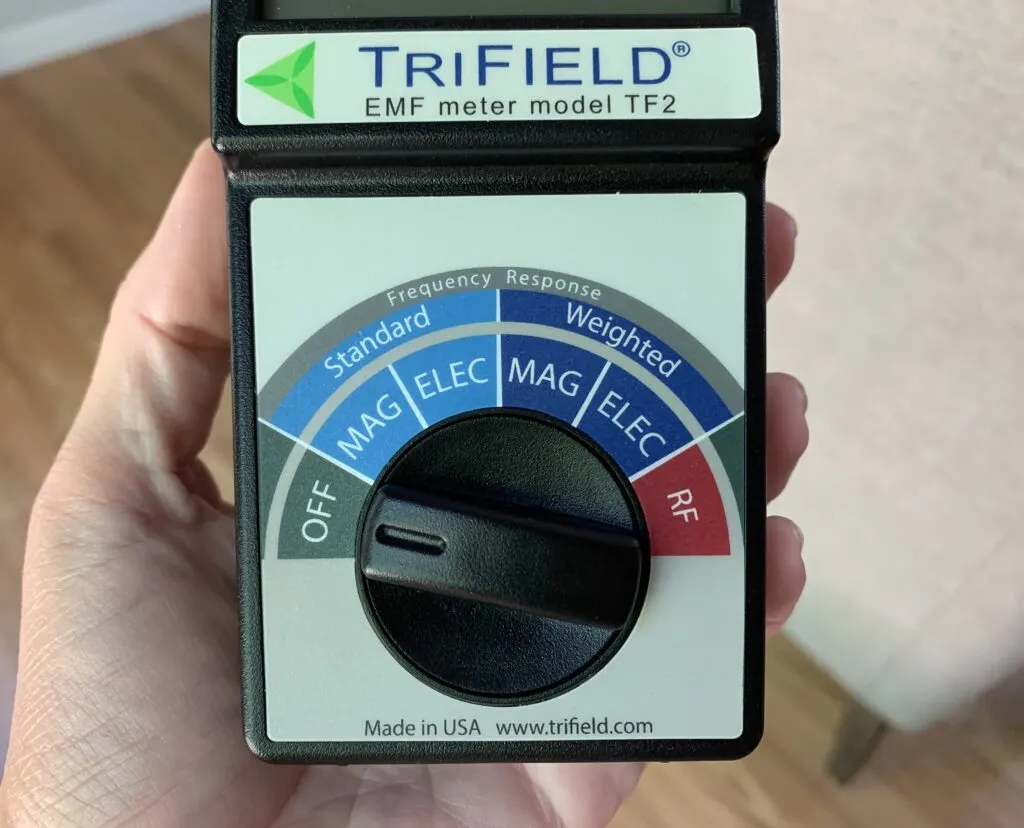 TRIFIELD®
EMF meter model TF2
Frequency Response
Standard
Weighted
MAG
ELEC
MAG
ELEC
OFF
RF
Made in USA www.trifield.com